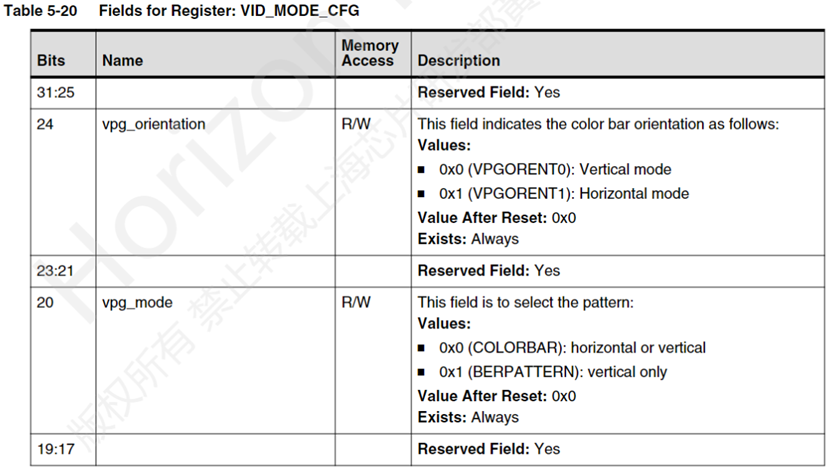 Table 5-20 Fields for Register: VID_MODE_CFG
Bits Name Memory Access Description
31:25 Reserved Field: Yes
24 vpg_orientation R/W This field indicates the color bar orientation as follows:
Values:
■ 0x0 (VPGORENT0): Vertical mode
■ 0x1 (VPGORENT1): Horizontal mode
Value After Reset: 0x0
Exists: Always
23:21 Reserved Field: Yes
20 vpg_mode R/W This field is to select the pattern:
Values:
■ 0x0 (COLORBAR): horizontal or vertical
■ 0x1 (BERPATTERN): vertical only
Value After Reset: 0x0
Exists: Always
19:17 Reserved Field: Yes
Horizon
版权所有 禁止转载上海芯片